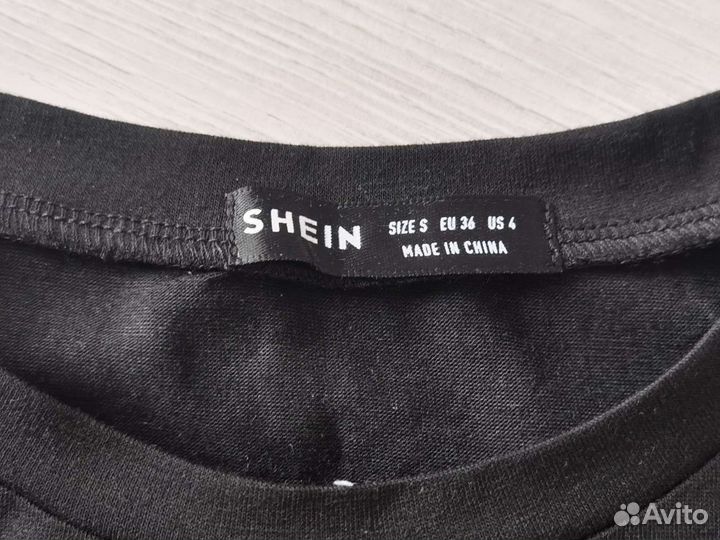 SHEIN
SIZE S EU 36 US 4
MADE IN CHINA
Avito